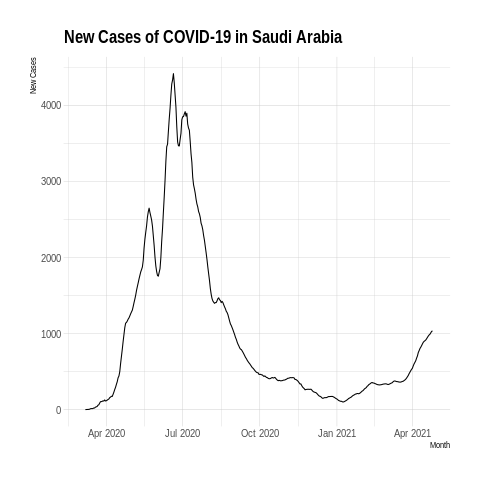 New Cases of COVID-19 in Saudi Arabia
New Cases
4000
3000
2000
1000
0
Apr 2020 Jul 2020 Oct 2020 Jan 2021 Apr 2021
Month